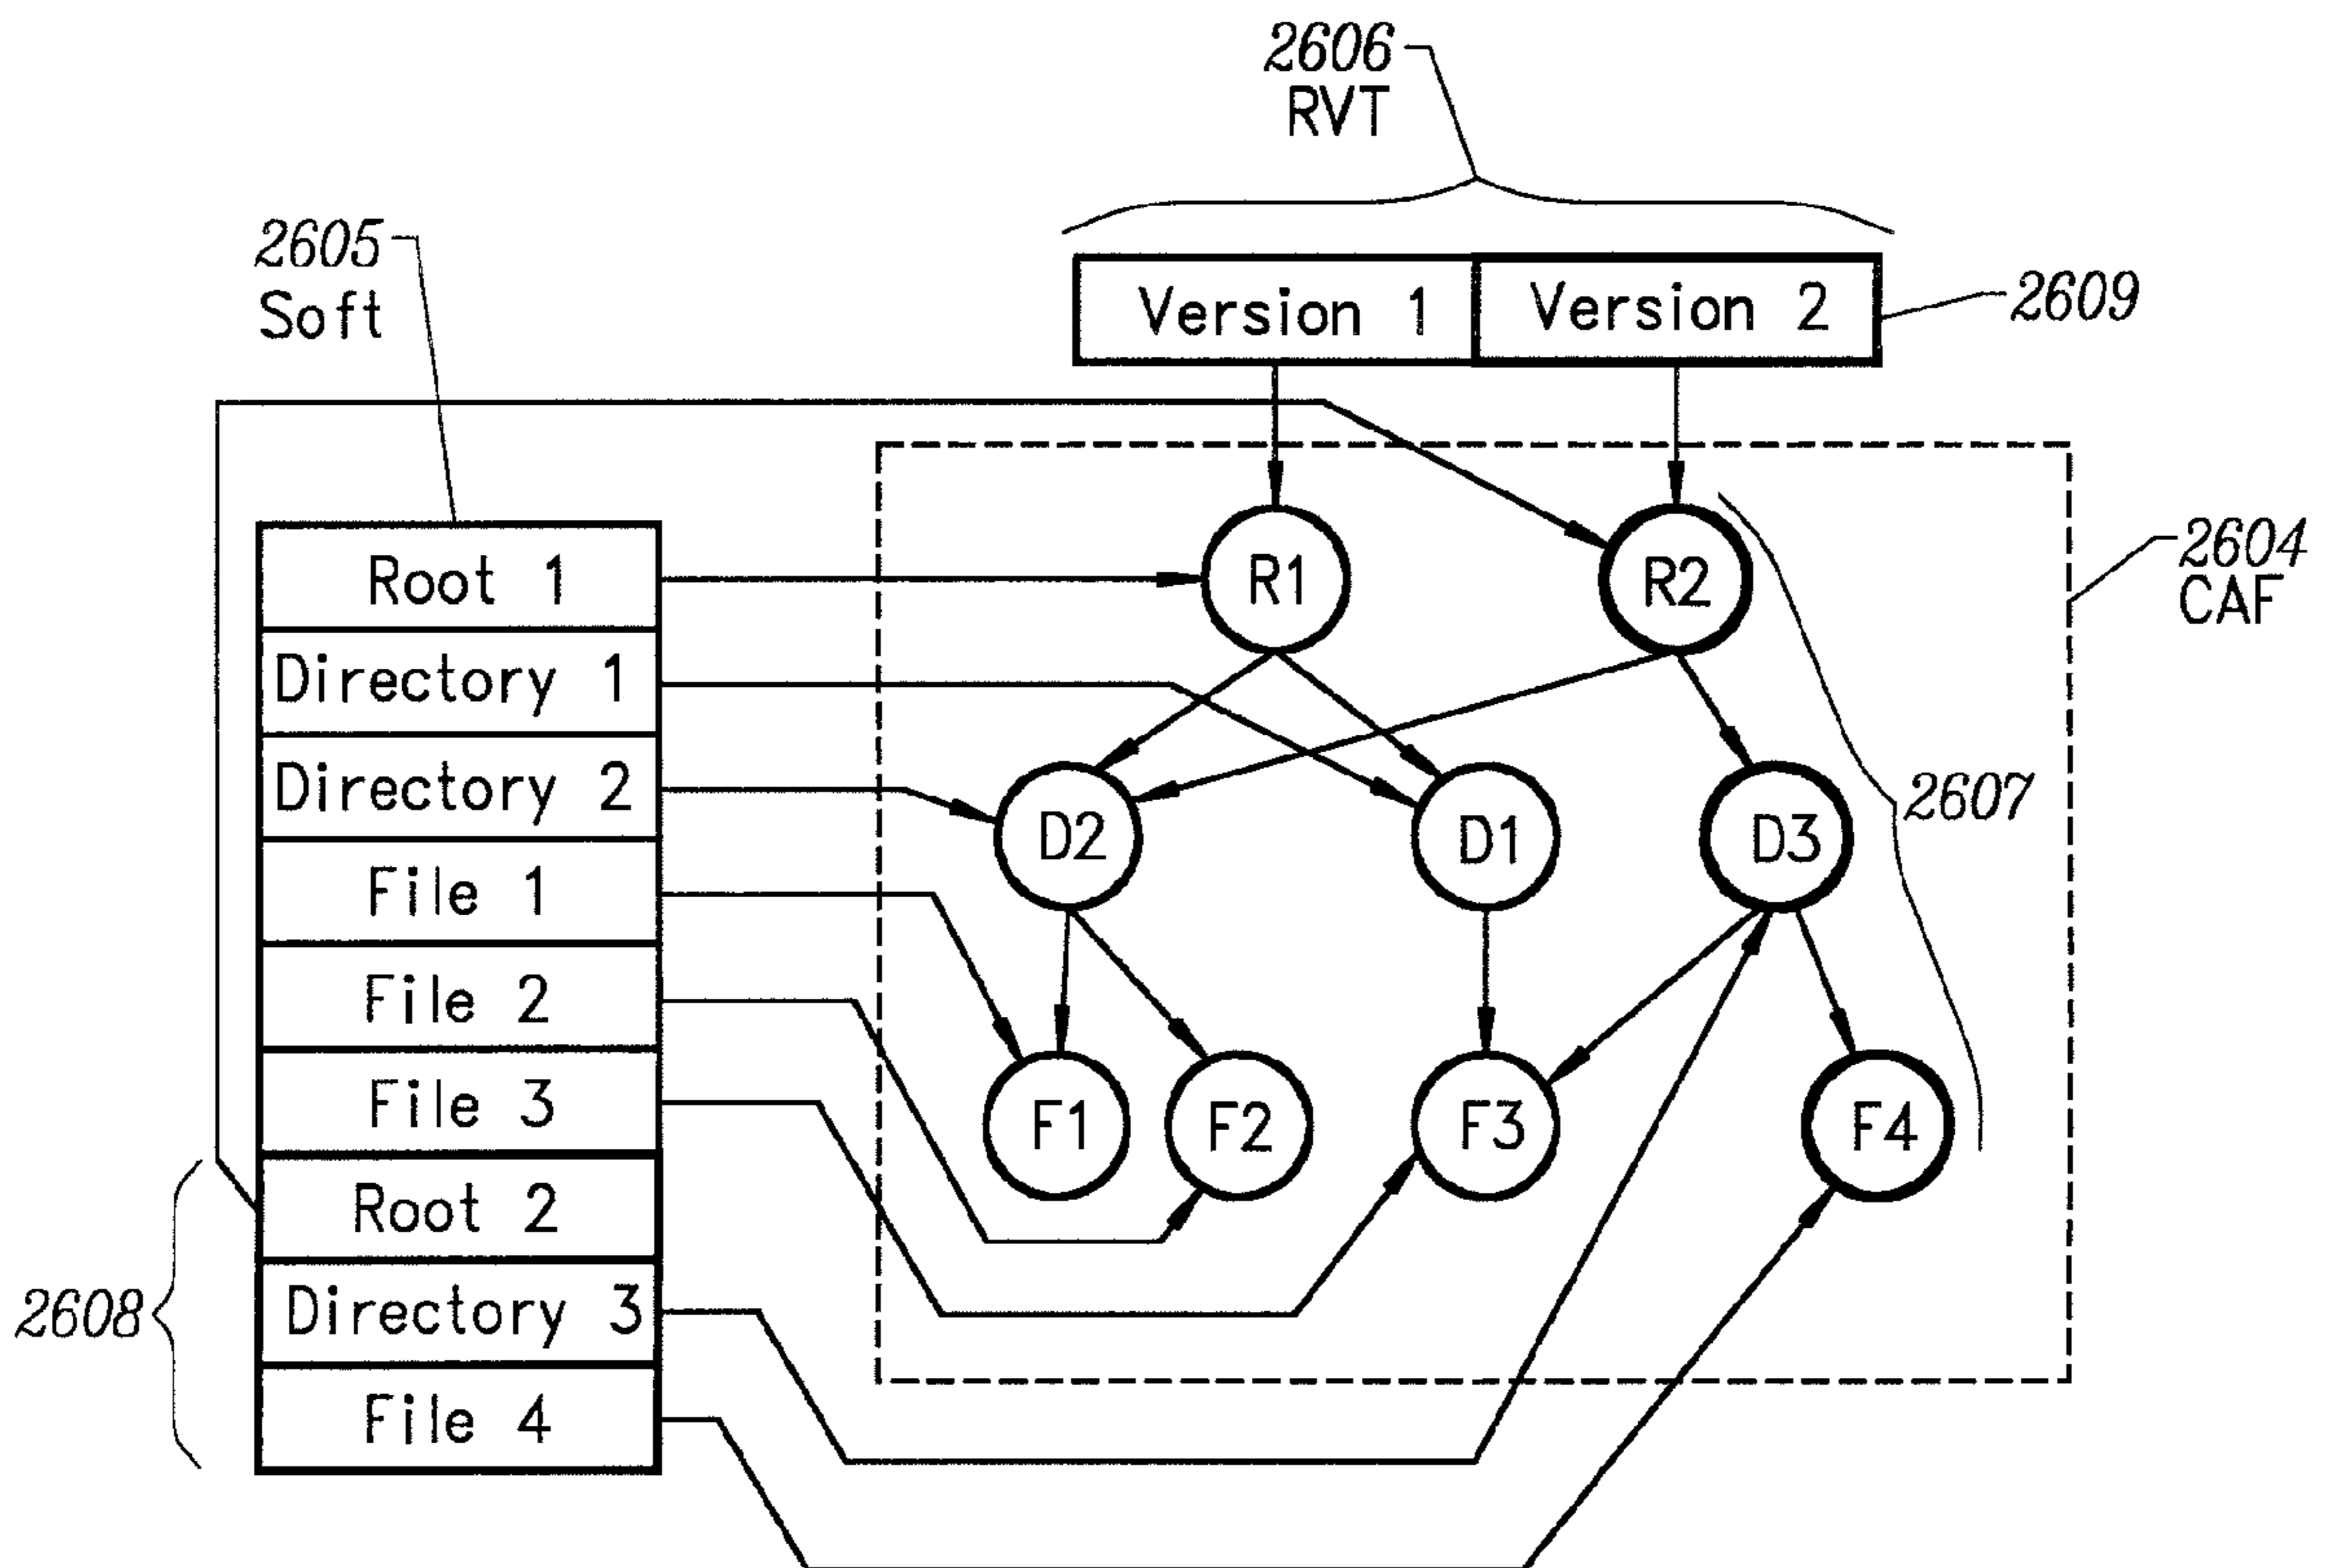 2606
RVT
2605
Soft
Version 1
Version 2
2609
Root 1
Directory 1
Directory 2
File 1
File 2
File 3
Root 2
Directory 3
File 4
2608
R1
R2
2604
CAF
D2
D1
D3
2607
F1
F2
F3
F4